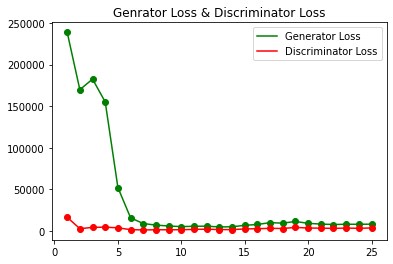 Genrator Loss & Discriminator Loss
Generator Loss
Discriminator Loss
250000
200000
150000
100000
50000
0
0 5 10 15 20 25